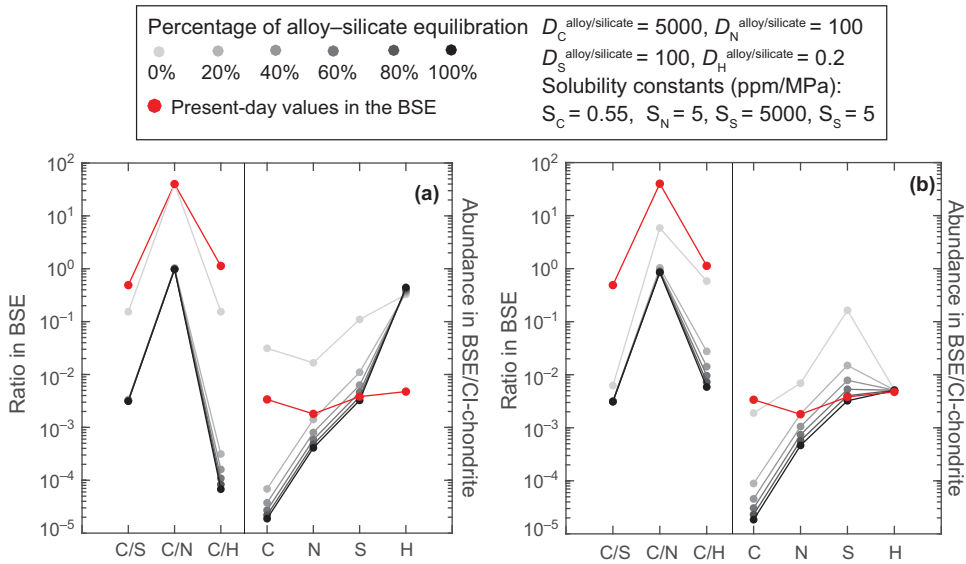 Percentage of alloy–silicate equilibration
0% 20% 40% 60% 80% 100%
Present-day values in the BSE
D_C^alloy/silicate = 5000, D_N^alloy/silicate = 100
D_S^alloy/silicate = 100, D_H^alloy/silicate = 0.2
Solubility constants (ppm/MPa):
S_C = 0.55, S_N = 5, S_S = 5000, S_S = 5
(a)
Ratio in BSE
10^2
10^1
10^0
10^-1
10^-2
10^-3
10^-4
10^-5
C/S C/N C/H C N S H
Abundance in BSE/CI-chondrite
(b)
Ratio in BSE
10^2
10^1
10^0
10^-1
10^-2
10^-3
10^-4
10^-5
C/S C/N C/H C N S H
Abundance in BSE/CI-chondrite